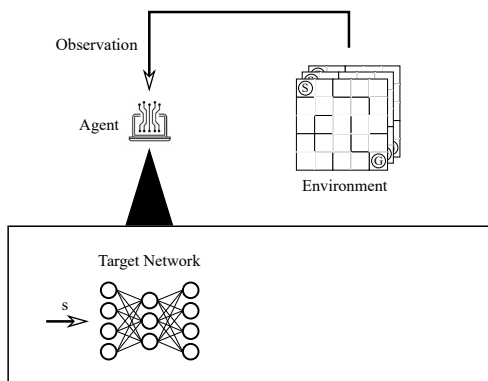 Observation
S
Agent
G
Environment
Target Network
s